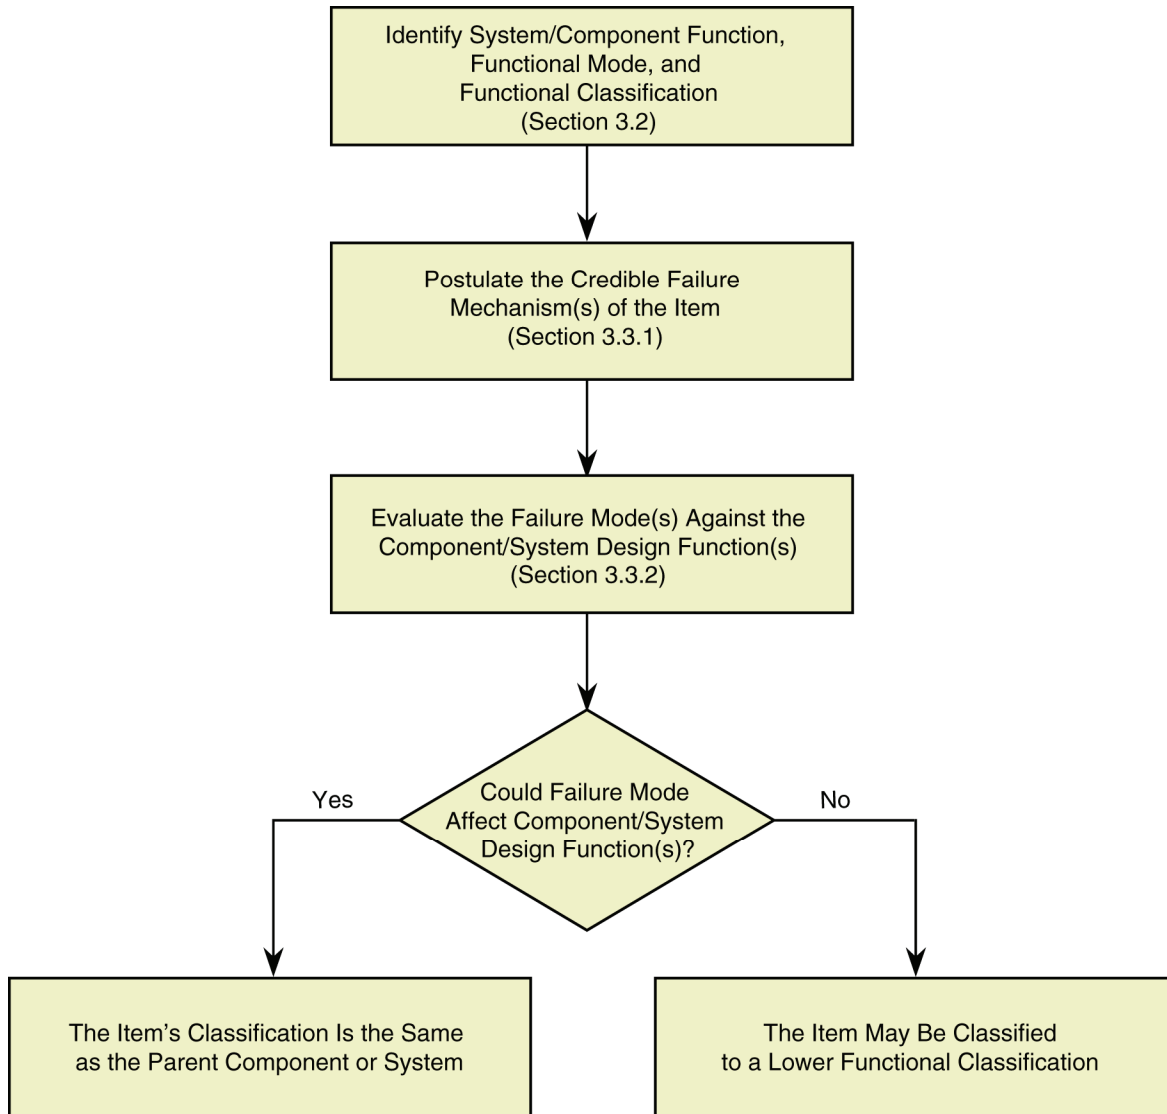 Identify System/Component Function,
Functional Mode, and
Functional Classification
(Section 3.2)
Postulate the Credible Failure
Mechanism(s) of the Item
(Section 3.3.1)
Evaluate the Failure Mode(s) Against the
Component/System Design Function(s)
(Section 3.3.2)
Could Failure Mode
Affect Component/System
Design Function(s)?
Yes
No
The Item's Classification Is the Same
as the Parent Component or System
The Item May Be Classified
to a Lower Functional Classification